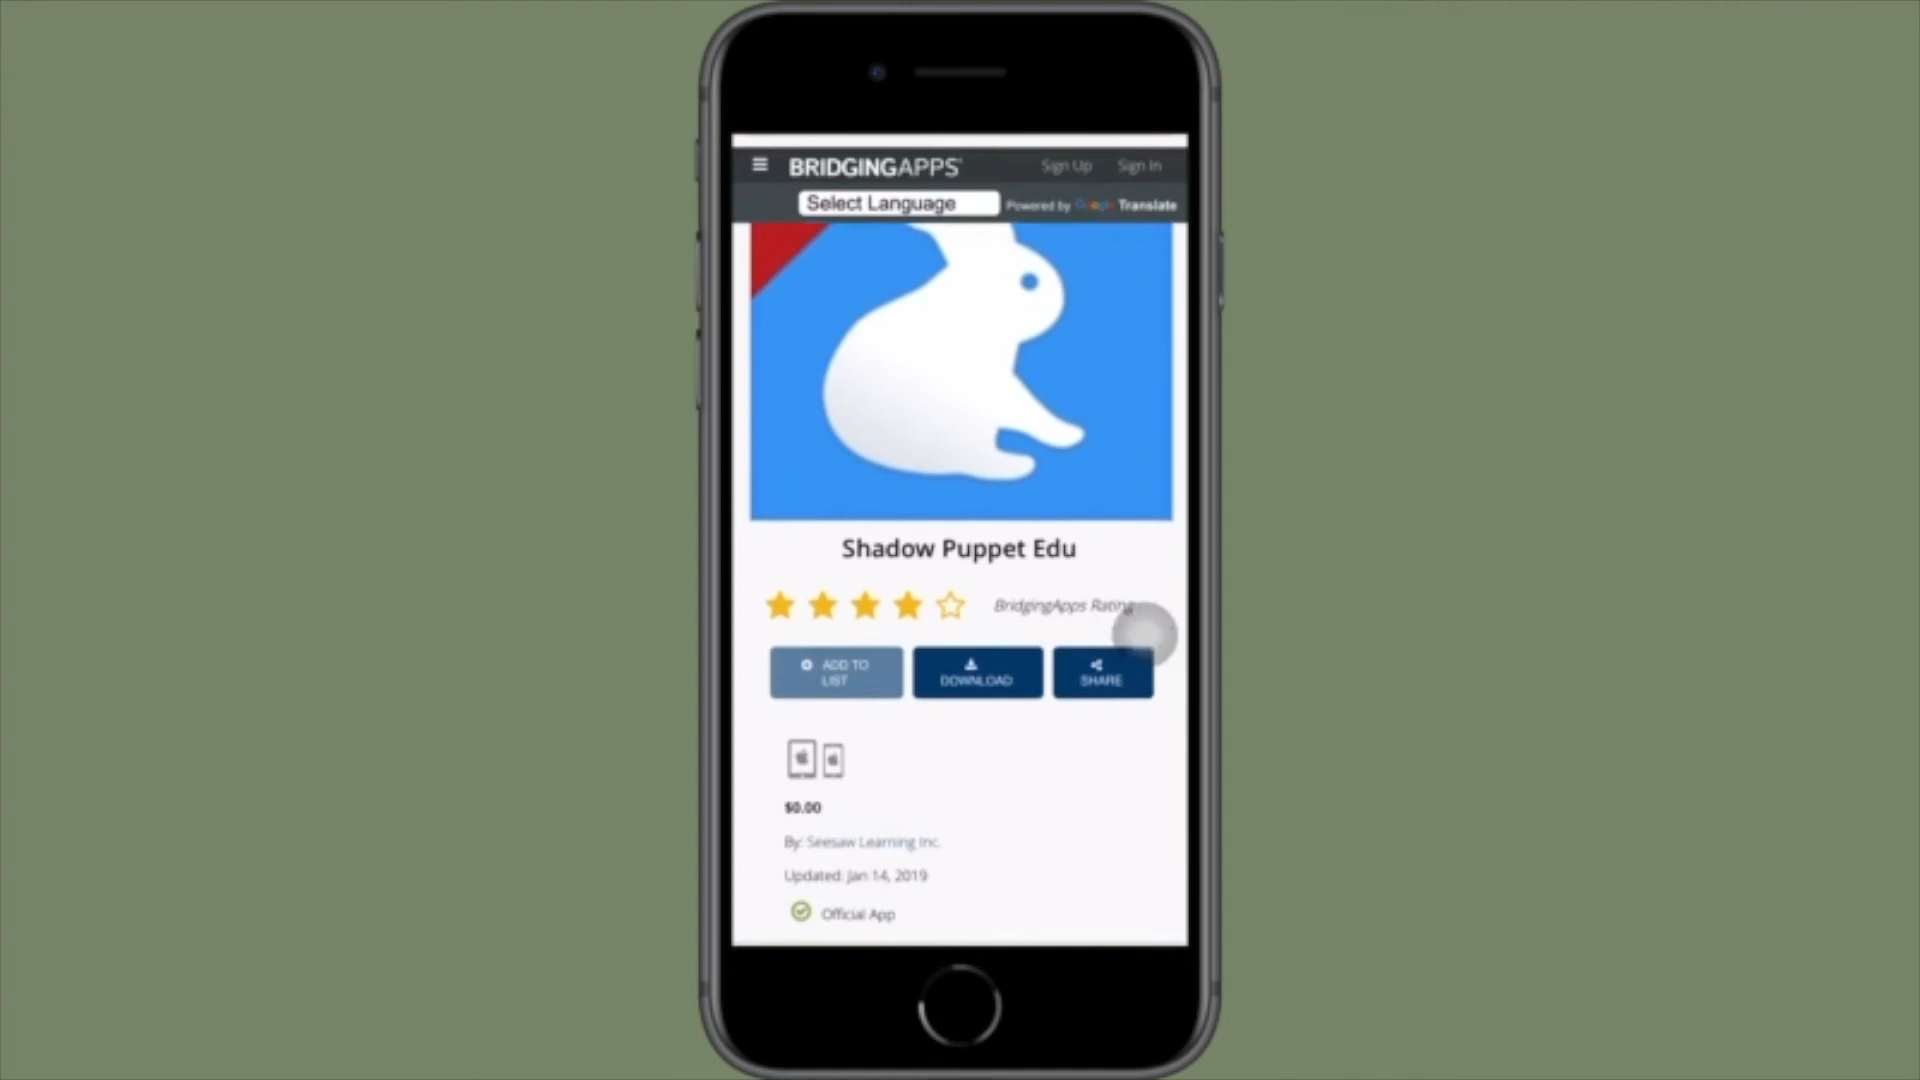 BRIDGINGAPPS® Sign Up Sign In
Select Language Powered by Google Translate
Shadow Puppet Edu
BridgingApps Rating
ADD TO
LIST
DOWNLOAD
SHARE
$0.00
By: Seesaw Learning Inc.
Updated: Jan 14, 2019
Official App